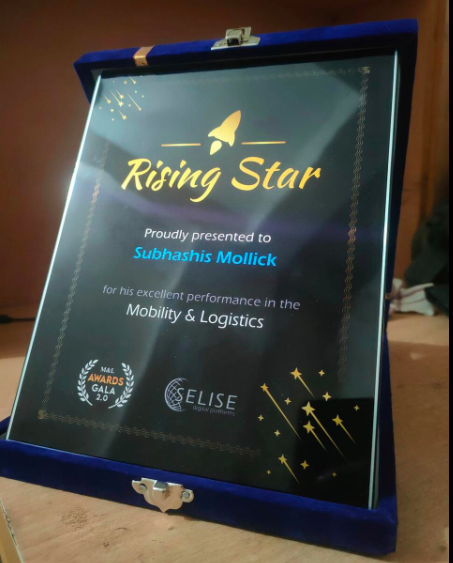 Rising Star
Proudly presented to
Subhashis Mollick
for his excellent performance in the
Mobility & Logistics
M&L
AWARDS
GALA
2.0
SELISE
digital platforms